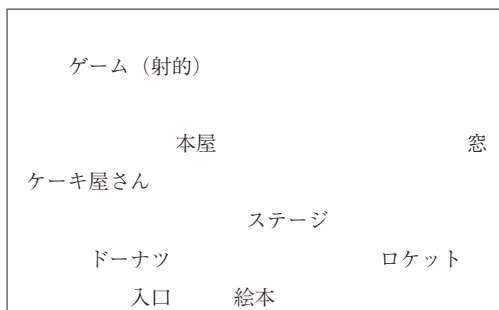 ゲーム（射的）
本屋 窓
ケーキ屋さん
ステージ
ドーナツ ロケット
入口 絵本